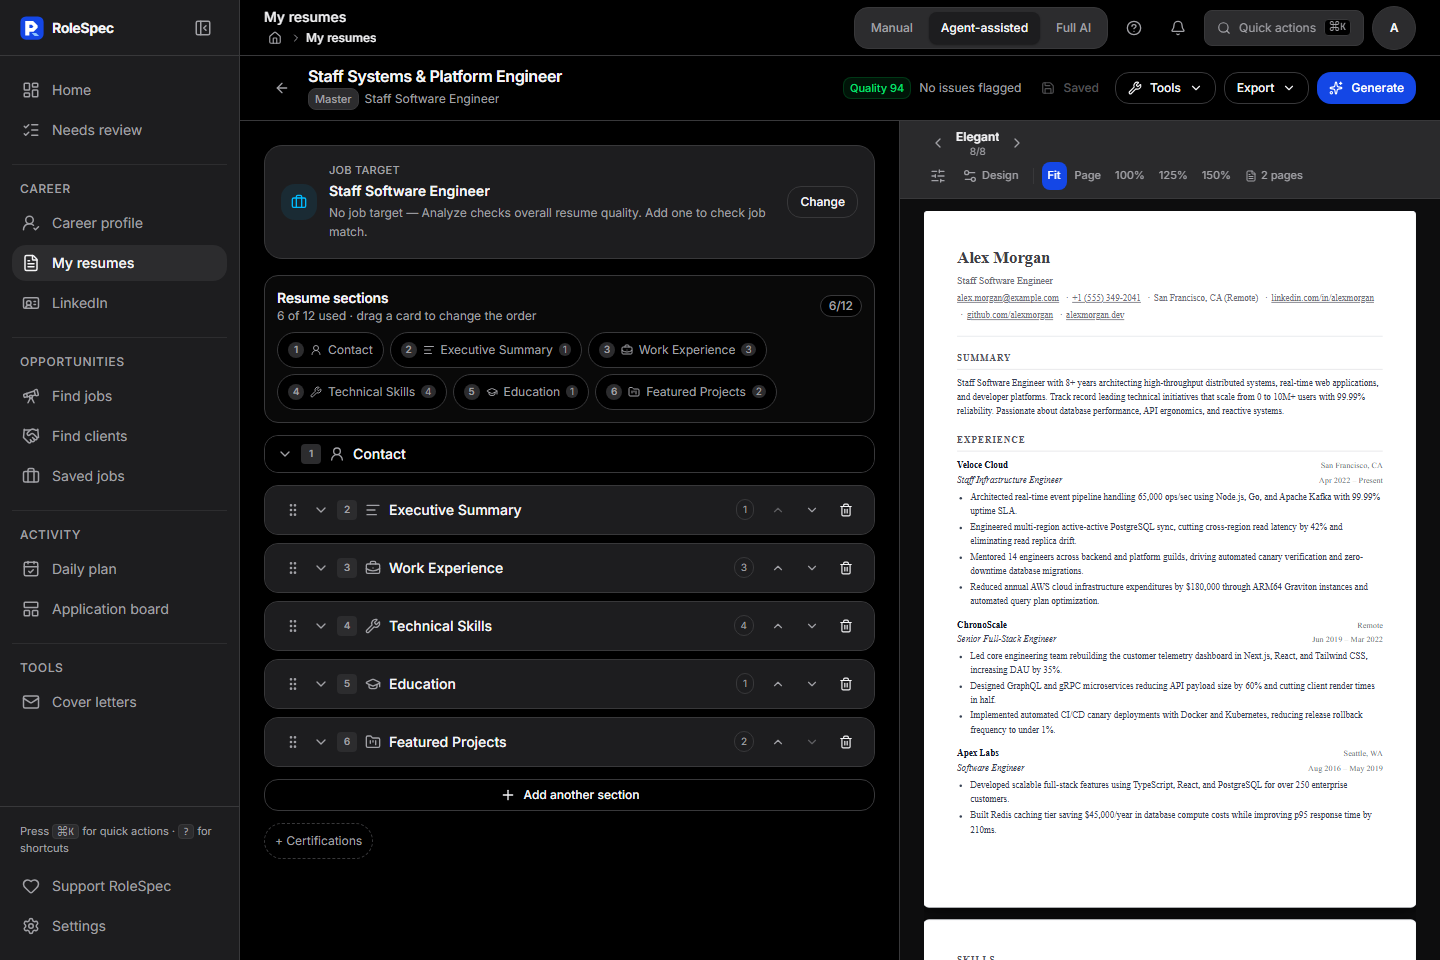 RoleSpec
Home
Needs review
CAREER
Career profile
My resumes
LinkedIn
OPPORTUNITIES
Find jobs
Find clients
Saved jobs
ACTIVITY
Daily plan
Application board
TOOLS
Cover letters
Press ⌘K for quick actions · ? for
shortcuts
Support RoleSpec
Settings
My resumes
My resumes
Manual
Agent-assisted
Full AI
Quick actions ⌘K
A
Staff Systems & Platform Engineer
Master Staff Software Engineer
Quality 94
No issues flagged
Saved
Tools
Export
Generate
JOB TARGET
Staff Software Engineer
No job target — Analyze checks overall resume quality. Add one to check job
match.
Change
Resume sections
6 of 12 used · drag a card to change the order
6/12
1 Contact
2 Executive Summary 1
3 Work Experience 3
4 Technical Skills 4
5 Education 1
6 Featured Projects 2
1 Contact
2 Executive Summary 1
3 Work Experience 3
4 Technical Skills 4
5 Education 1
6 Featured Projects 2
+ Add another section
+ Certifications
Elegant
8/8
Design
Fit
Page
100%
125%
150%
2 pages
Alex Morgan
Staff Software Engineer
alex.morgan@example.com · +1 (555) 349-2041 · San Francisco, CA (Remote) · linkedin.com/in/alexmorgan
· github.com/alexmorgan · alexmorgan.dev
SUMMARY
Staff Software Engineer with 8+ years architecting high-throughput distributed systems, real-time web applications,
and developer platforms. Track record leading technical initiatives that scale from 0 to 10M+ users with 99.99%
reliability. Passionate about database performance, API ergonomics, and reactive systems.
EXPERIENCE
Veloce Cloud San Francisco, CA
Staff Infrastructure Engineer Apr 2022 – Present
• Architected real-time event pipeline handling 65,000 ops/sec using Node.js, Go, and Apache Kafka with 99.99%
uptime SLA.
• Engineered multi-region active-active PostgreSQL sync, cutting cross-region read latency by 42% and
eliminating read replica drift.
• Mentored 14 engineers across backend and platform guilds, driving automated canary verification and zero-
downtime database migrations.
• Reduced annual AWS cloud infrastructure expenditures by $180,000 through ARM64 Graviton instances and
automated query plan optimization.
ChronoScale Remote
Senior Full-Stack Engineer Jun 2019 – Mar 2022
• Led core engineering team rebuilding the customer telemetry dashboard in Next.js, React, and Tailwind CSS,
increasing DAU by 35%.
• Designed GraphQL and gRPC microservices reducing API payload size by 60% and cutting client render times
in half.
• Implemented automated CI/CD canary deployments with Docker and Kubernetes, reducing release rollback
frequency to under 1%.
Apex Labs Seattle, WA
Software Engineer Aug 2016 – May 2019
• Developed scalable full-stack features using TypeScript, React, and PostgreSQL for over 250 enterprise
customers.
• Built Redis caching tier saving $45,000/year in database compute costs while improving p95 response time by
210ms.
SKILLS